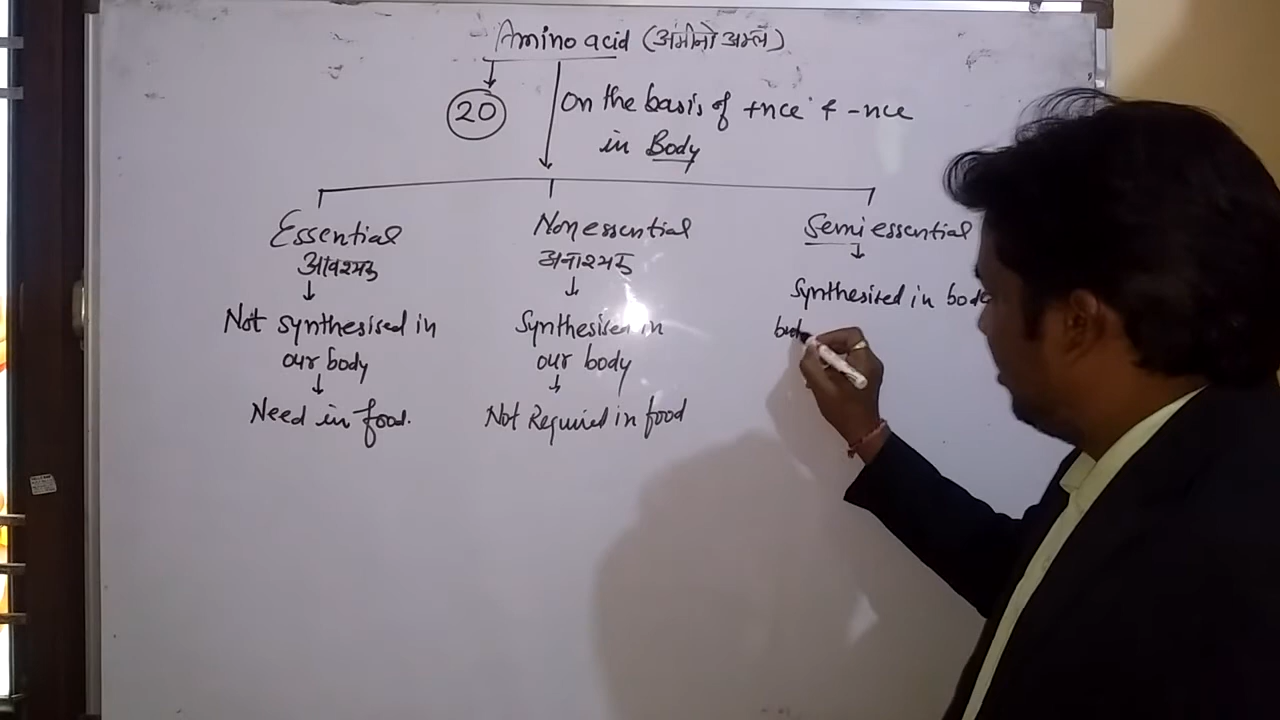 Amino acid (अमीनो अम्ल)
20
On the basis of +nce & -nce
in Body
Essential
आवश्यक
Not synthesised in
our body
Need in food.
Non essential
अनावश्यक
Synthesised in
our body
Not Required in food
Semi essential
Synthesised in body
but